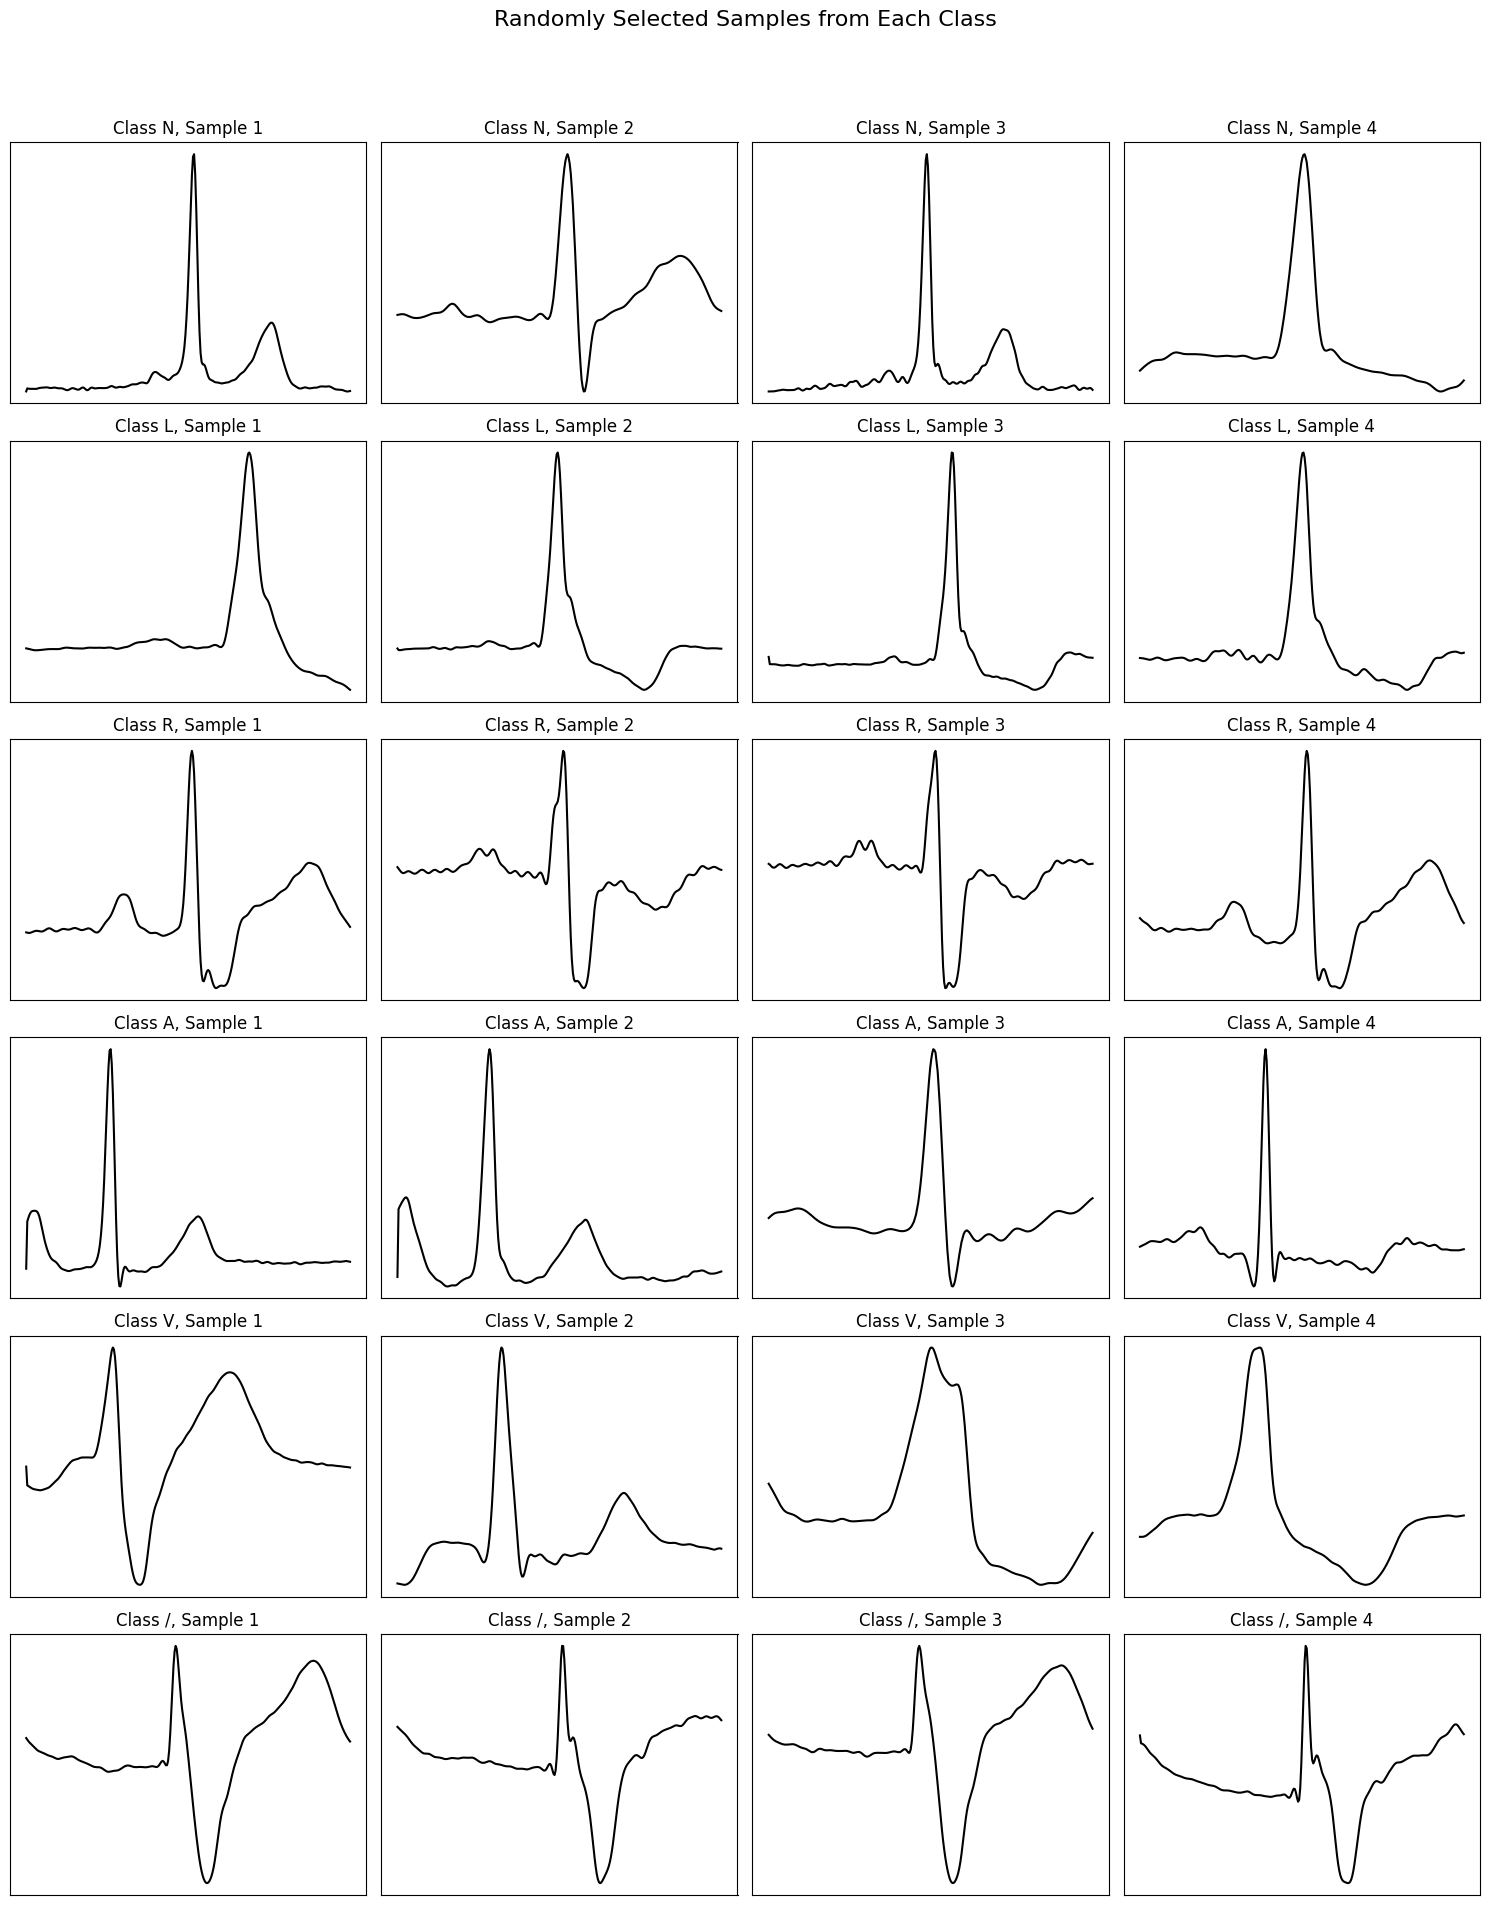 Randomly Selected Samples from Each Class
Class N, Sample 1
Class N, Sample 2
Class N, Sample 3
Class N, Sample 4
Class L, Sample 1
Class L, Sample 2
Class L, Sample 3
Class L, Sample 4
Class R, Sample 1
Class R, Sample 2
Class R, Sample 3
Class R, Sample 4
Class A, Sample 1
Class A, Sample 2
Class A, Sample 3
Class A, Sample 4
Class V, Sample 1
Class V, Sample 2
Class V, Sample 3
Class V, Sample 4
Class /, Sample 1
Class /, Sample 2
Class /, Sample 3
Class /, Sample 4